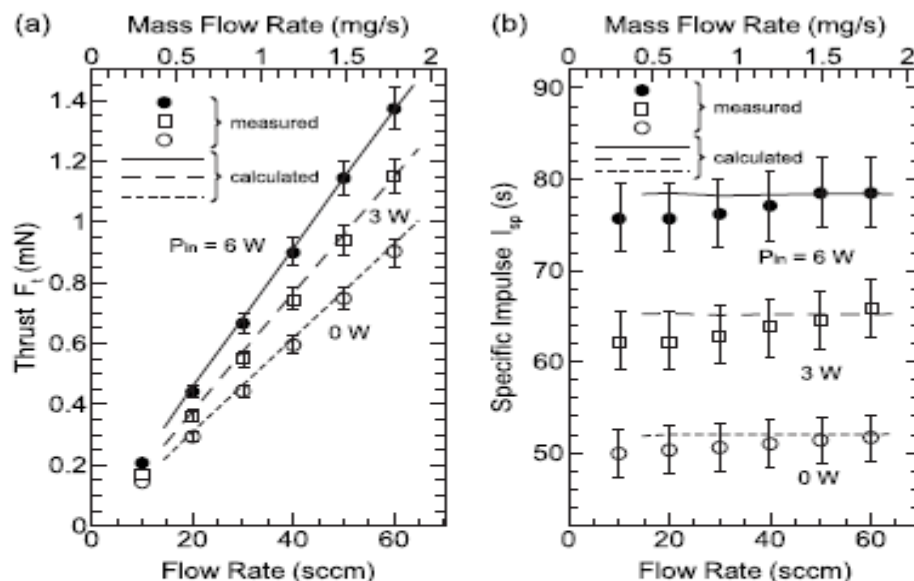 (a) Mass Flow Rate (mg/s)
0 0.5 1 1.5 2
1.4
1.2
1
0.8
0.6
0.4
0.2
0
Thrust Ft (mN)
measured
calculated
PIn = 6 W
3 W
0 W
0 20 40 60
Flow Rate (sccm)
(b) Mass Flow Rate (mg/s)
0 0.5 1 1.5 2
90
80
70
60
50
Specific Impulse Isp (s)
measured
calculated
PIn = 6 W
3 W
0 W
0 20 40 60
Flow Rate (sccm)